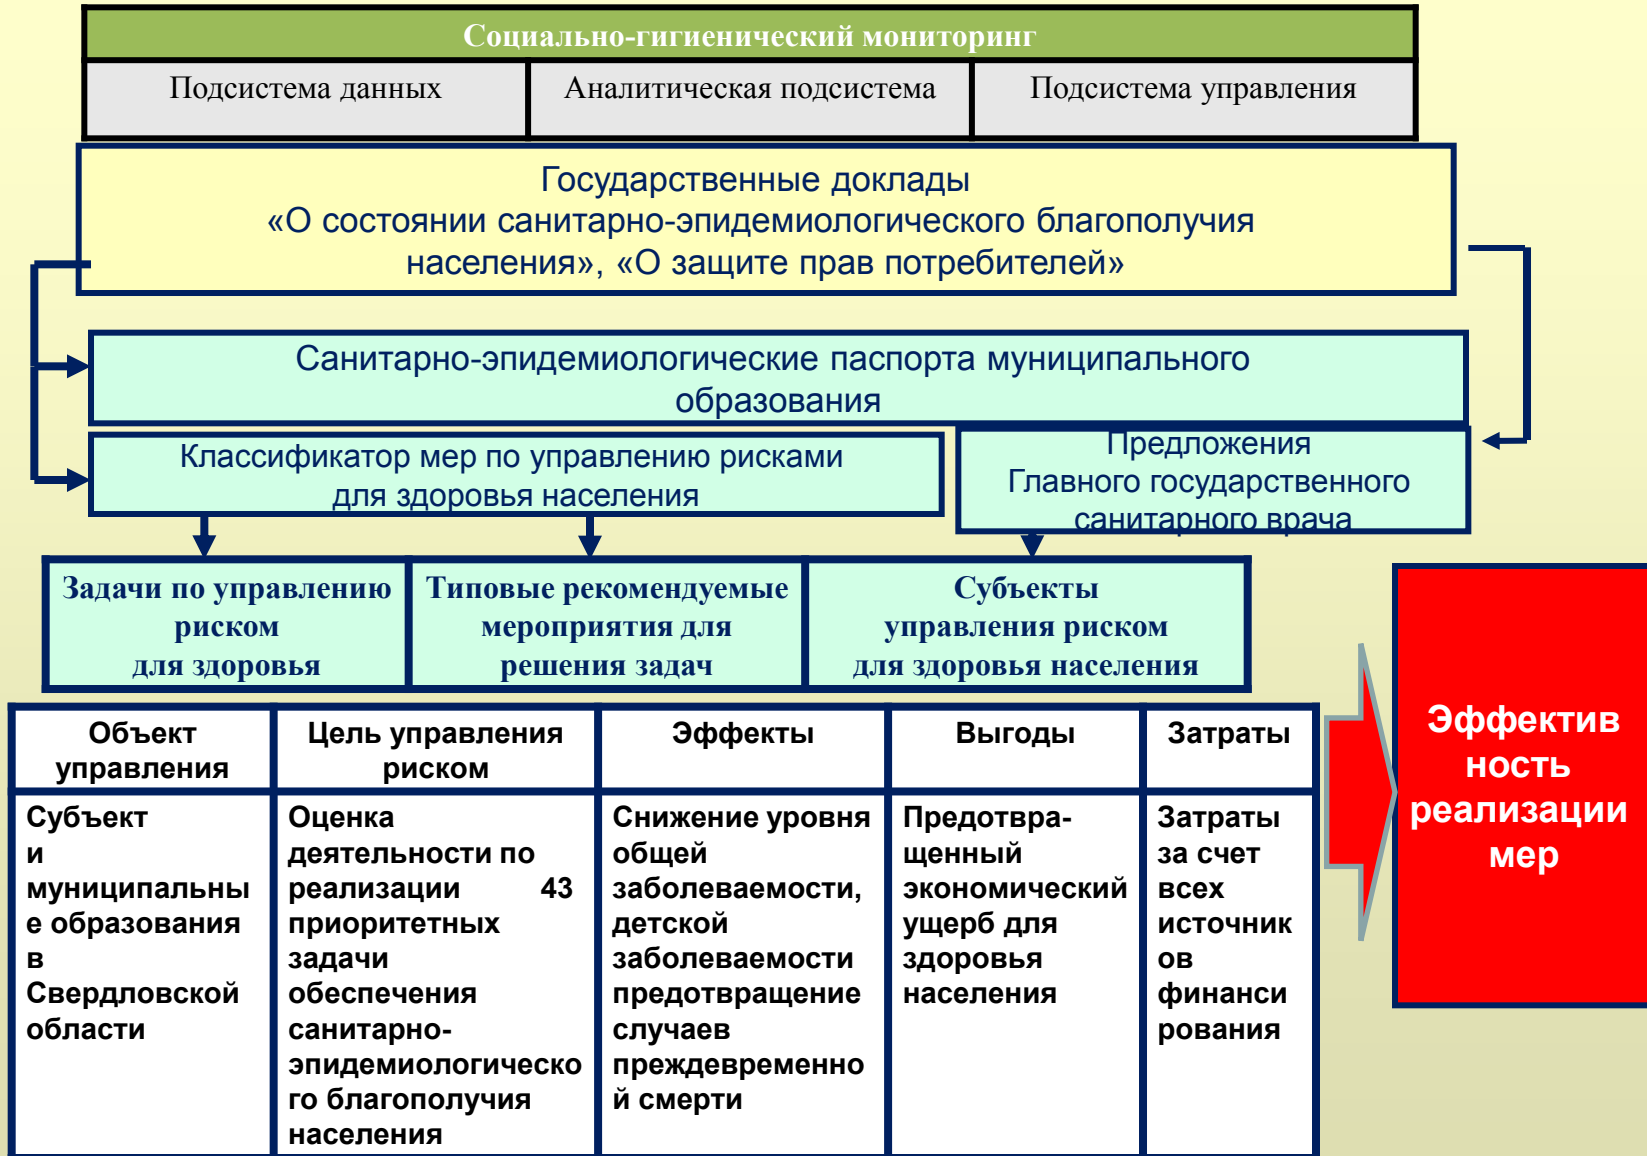 Социально-гигиенический мониторинг
Подсистема данных
Аналитическая подсистема
Подсистема управления
Государственные доклады
«О состоянии санитарно-эпидемиологического благополучия
населения», «О защите прав потребителей»
Санитарно-эпидемиологические паспорта муниципального
образования
Классификатор мер по управлению рисками
для здоровья населения
Предложения
Главного государственного
санитарного врача
Задачи по управлению
риском
для здоровья
Типовые рекомендуемые
мероприятия для
решения задач
Субъекты
управления риском
для здоровья населения
Объект
управления
Цель управления
риском
Эффекты
Выгоды
Затраты
Субъект
и
муниципальны
е образования
в
Свердловской
области
Оценка
деятельности по
реализации 43
приоритетных
задачи
обеспечения
санитарно-
эпидемиологическо
го благополучия
населения
Снижение уровня
общей
заболеваемости,
детской
заболеваемости
предотвращение
случаев
преждевременно
й смерти
Предотвра-
щенный
экономический
ущерб для
здоровья
населения
Затраты
за счет
всех
источник
ов
финанси
рования
Эффектив
ность
реализации
мер